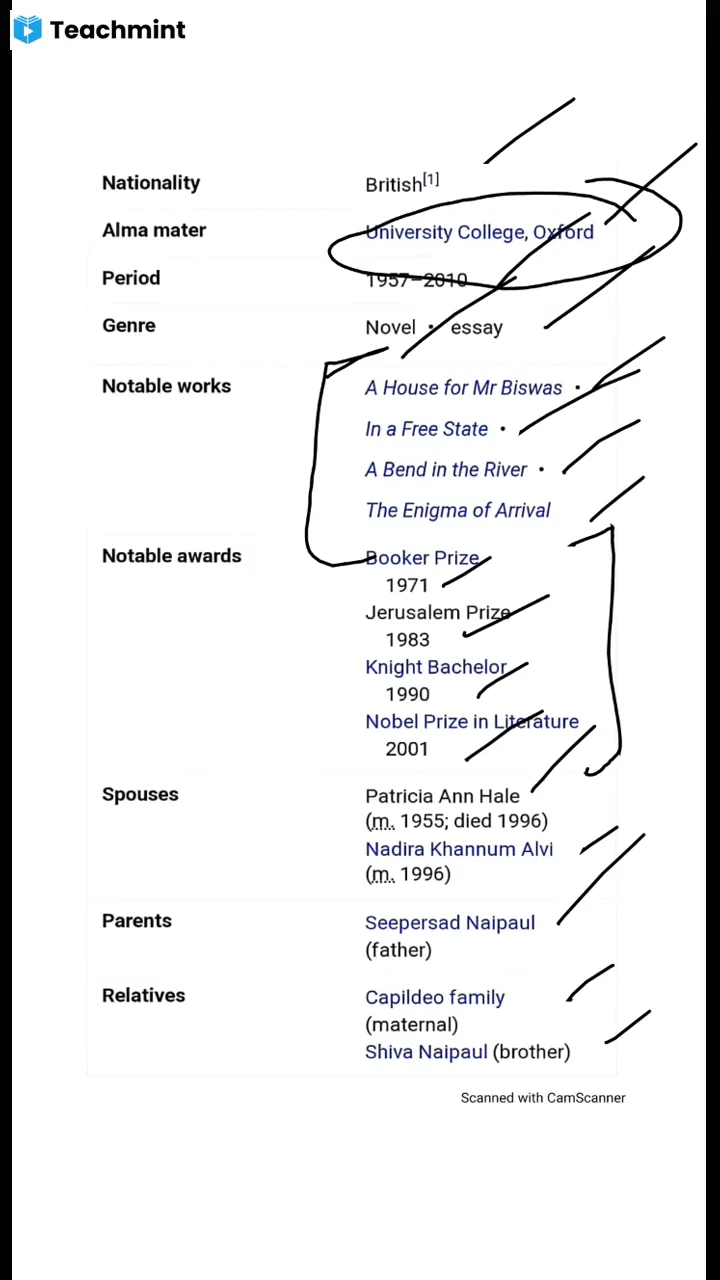 Teachmint
Nationality British[1]
Alma mater University College, Oxford
Period 1957–2010
Genre Novel • essay
Notable works A House for Mr Biswas •
In a Free State •
A Bend in the River •
The Enigma of Arrival
Notable awards Booker Prize
1971
Jerusalem Prize
1983
Knight Bachelor
1990
Nobel Prize in Literature
2001
Spouses Patricia Ann Hale
(m. 1955; died 1996)
Nadira Khannum Alvi
(m. 1996)
Parents Seepersad Naipaul
(father)
Relatives Capildeo family
(maternal)
Shiva Naipaul (brother)
Scanned with CamScanner